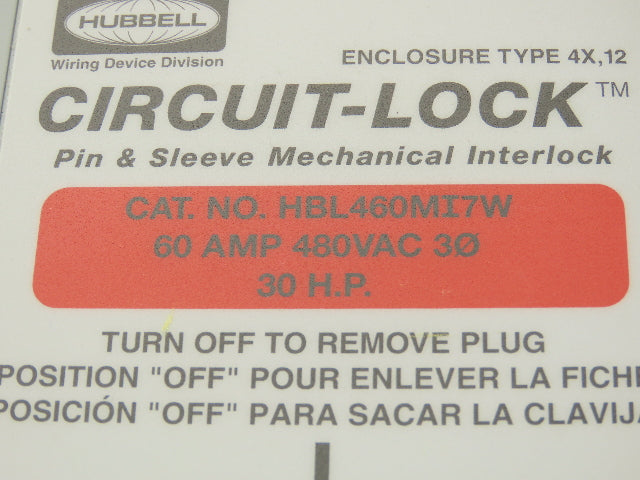 HUBBELL
Wiring Device Division
ENCLOSURE TYPE 4X,12
CIRCUIT-LOCK™
Pin & Sleeve Mechanical Interlock
CAT. NO. HBL460MI7W
60 AMP 480VAC 3Ø
30 H.P.
TURN OFF TO REMOVE PLUG
POSITION "OFF" POUR ENLEVER LA FICHE
POSICIÓN "OFF" PARA SACAR LA CLAVIJA